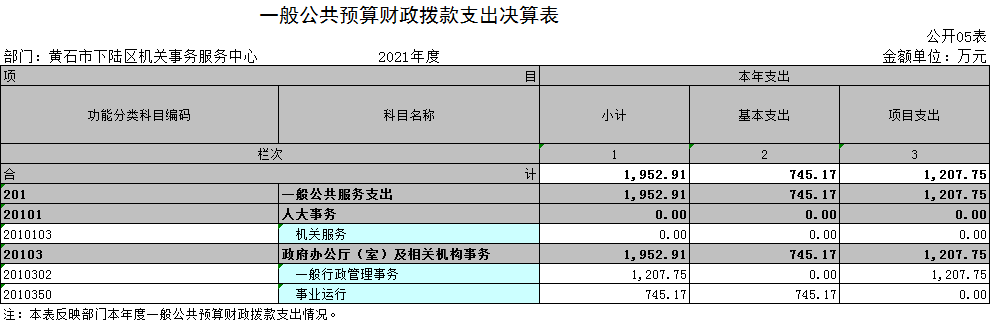 一般公共预算财政拨款支出决算表
公开05表
部门：黄石市下陆区机关事务服务中心 2021年度 金额单位：万元
项 目 本年支出
功能分类科目编码 科目名称 小计 基本支出 项目支出
栏次 1 2 3
合 计 1,952.91 745.17 1,207.75
201 一般公共服务支出 1,952.91 745.17 1,207.75
20101 人大事务 0.00 0.00 0.00
2010103 机关服务 0.00 0.00 0.00
20103 政府办公厅（室）及相关机构事务 1,952.91 745.17 1,207.75
2010302 一般行政管理事务 1,207.75 0.00 1,207.75
2010350 事业运行 745.17 745.17 0.00
注：本表反映部门本年度一般公共预算财政拨款支出情况。